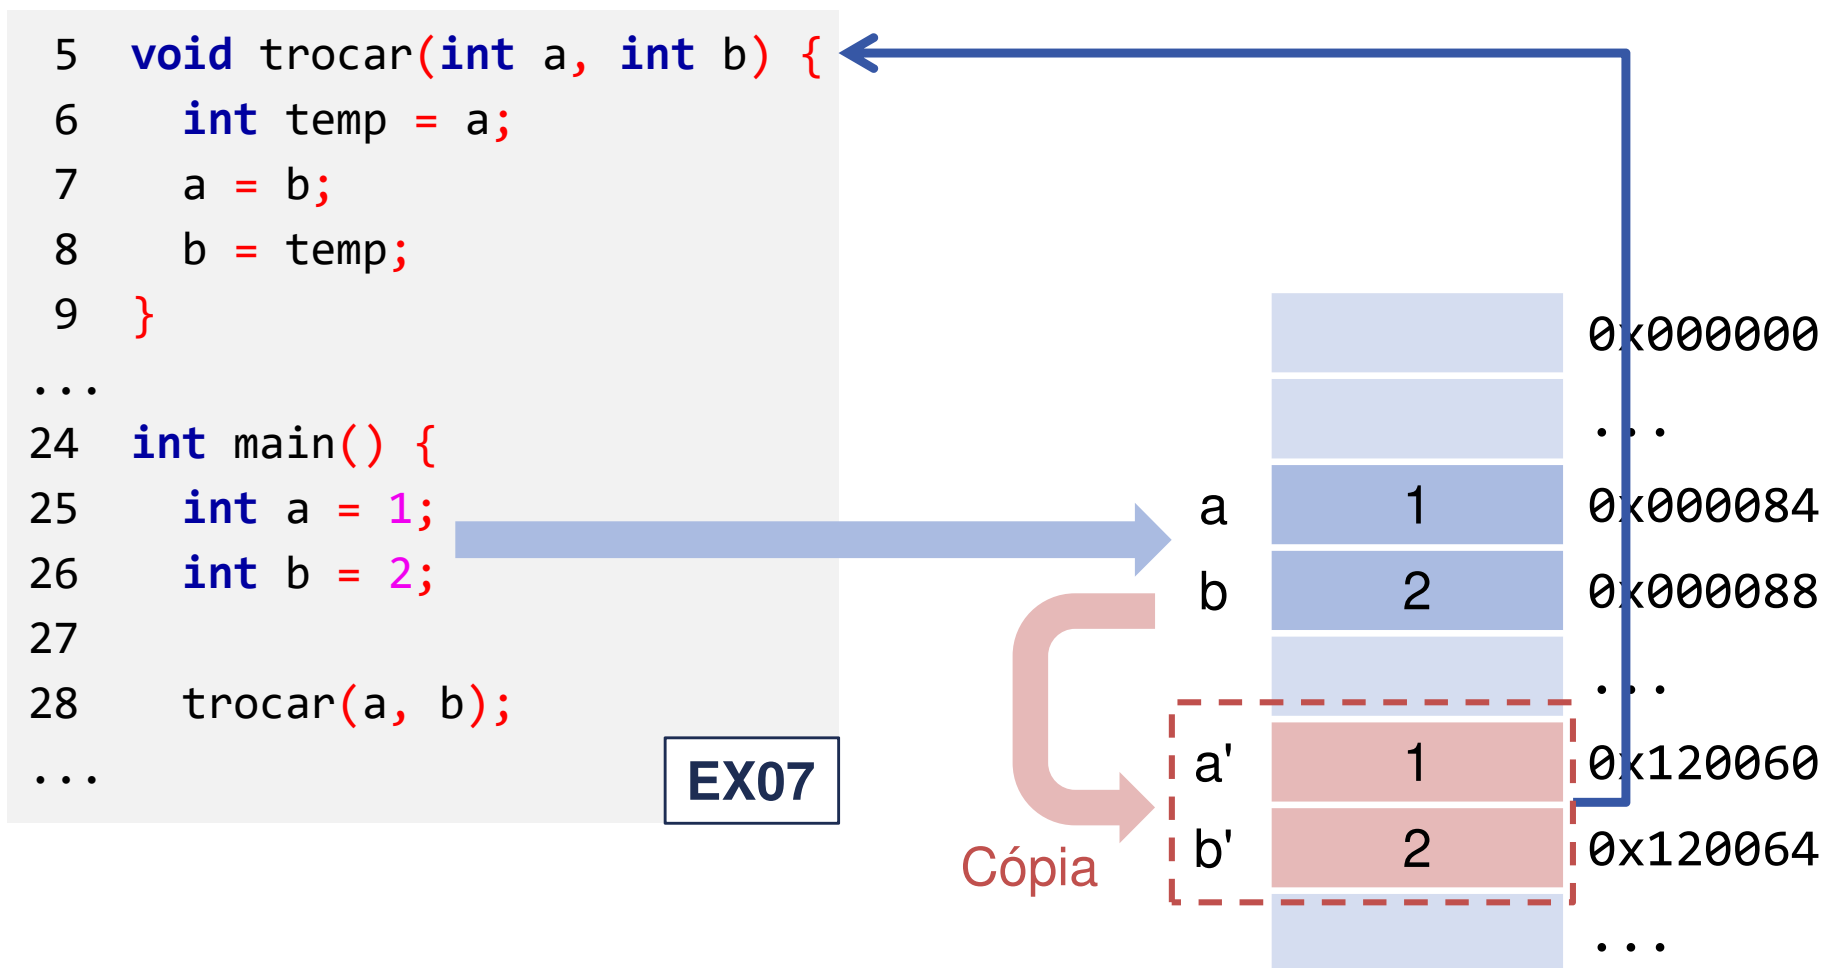 5 void trocar(int a, int b) {
6 int temp = a;
7 a = b;
8 b = temp;
9 }
...
24 int main() {
25 int a = 1;
26 int b = 2;
27
28 trocar(a, b);
...
EX07
0x000000
...
a 1 0x000084
b 2 0x000088
...
a' 1 0x120060
b' 2 0x120064
...
Cópia